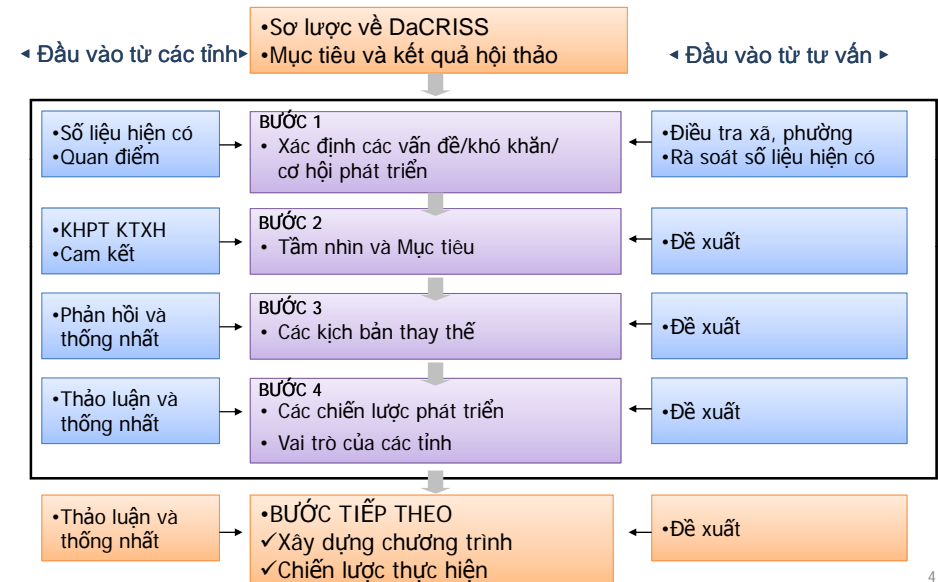 •Sơ lược về DaCRISS
•Mục tiêu và kết quả hội thảo
◄ Đầu vào từ các tỉnh►
◄ Đầu vào từ tư vấn ►
•Số liệu hiện có
•Quan điểm
BƯỚC 1
• Xác định các vấn đề/khó khăn/
cơ hội phát triển
•Điều tra xã, phường
•Rà soát số liệu hiện có
•KHPT KTXH
•Cam kết
BƯỚC 2
• Tầm nhìn và Mục tiêu
•Đề xuất
•Phản hồi và
thống nhất
BƯỚC 3
• Các kịch bản thay thế
•Đề xuất
•Thảo luận và
thống nhất
BƯỚC 4
• Các chiến lược phát triển
• Vai trò của các tỉnh
•Đề xuất
•Thảo luận và
thống nhất
•BƯỚC TIẾP THEO
✓Xây dựng chương trình
✓Chiến lược thực hiện
•Đề xuất
4